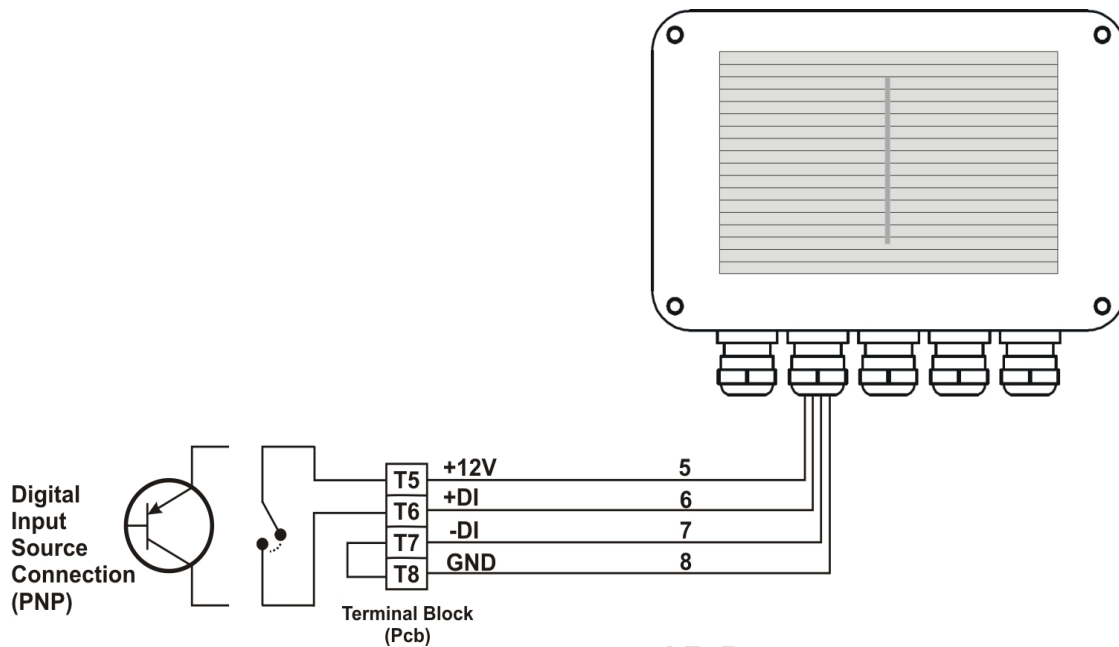 Digital
Input
Source
Connection
(PNP)
T5 +12V 5
T6 +DI 6
T7 -DI 7
T8 GND 8
Terminal Block
(Pcb)